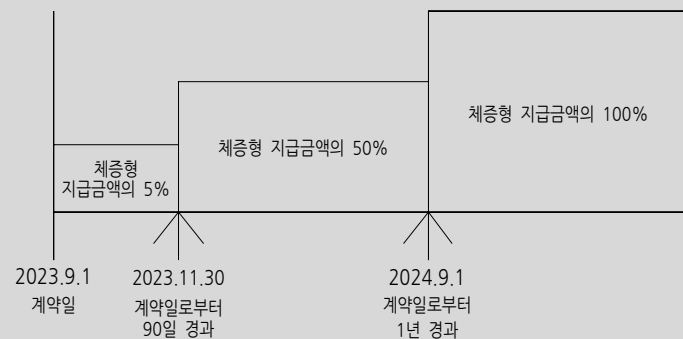 체증형 지급금액의 100%
체증형 지급금액의 50%
체증형
지급금액의 5%
2023.9.1
계약일
2023.11.30
계약일로부터
90일 경과
2024.9.1
계약일로부터
1년 경과